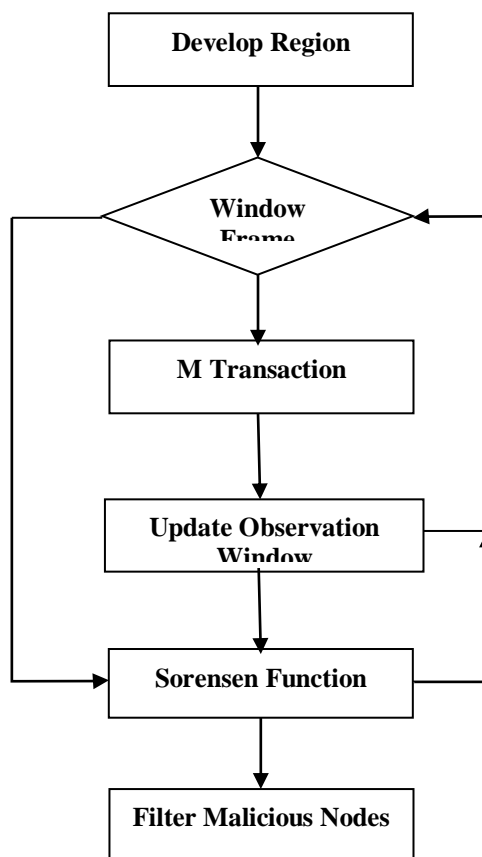 Develop Region
Window
Frame
M Transaction
Update Observation
Window
Sorensen Function
Filter Malicious Nodes